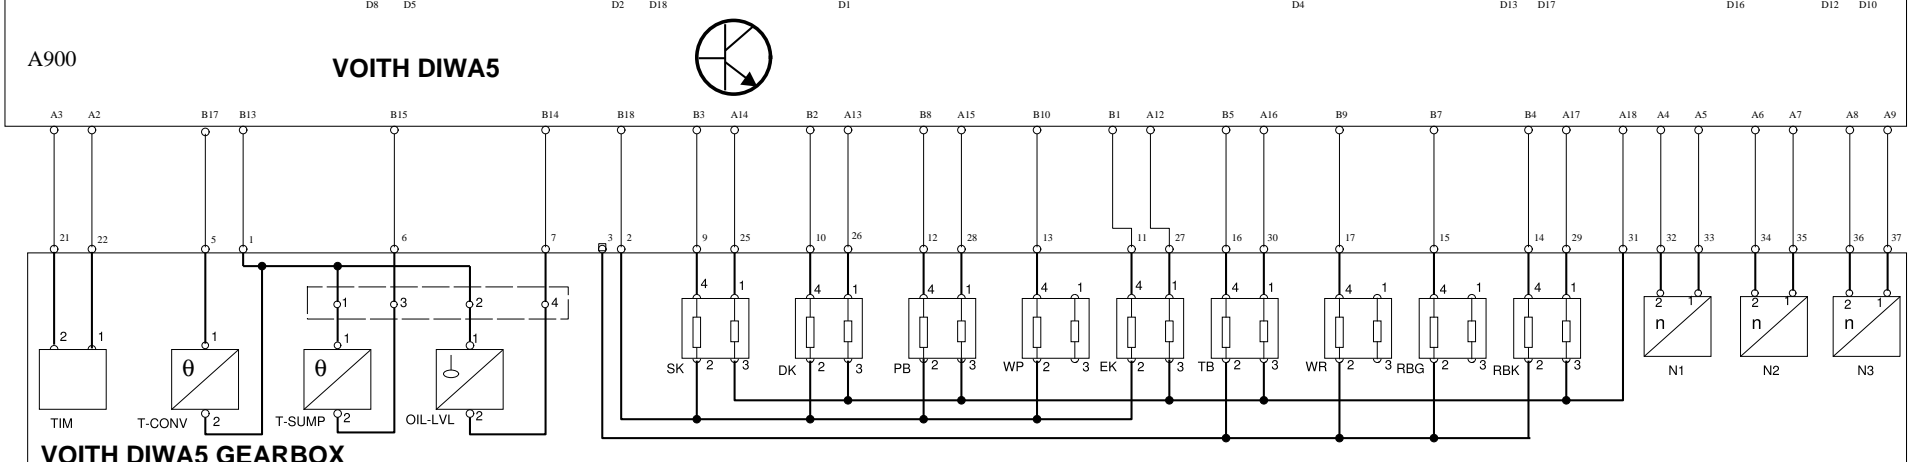 D8 D5 D2 D18 D1 D4 D13 D17 D16 D12 D10
A900
VOITH DIWA5
A3 A2 B17 B13 B15 B14 B18 B3 A14 B2 A13 B8 A15 B10 B1 A12 B5 A16 B9 B7 B4 A17 A18 A4 A5 A6 A7 A8 A9
21 22 5 1 6 7 3 2 9 25 10 26 12 28 13 11 27 16 30 17 15 14 29 31 32 33 34 35 36 37
4 1 4 1 4 1 4 1 4 1 4 1 4 1 4 1 4 1
1 3 2 4 2 1 2 1 2 1
n n n
2 1 1 1 1
θ θ
SK 2 3 DK 2 3 PB 2 3 WP 2 3 EK 2 3 TB 2 3 WR 2 3 RBG 2 3 RBK 2 3 N1 N2 N3
TIM T-CONV 2 T-SUMP 2 OIL-LVL 2
VOITH DIWA5 GEARBOX